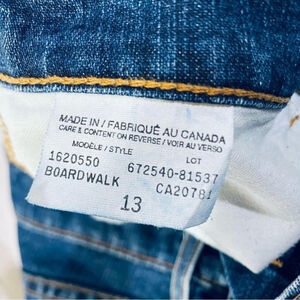 MADE IN / FABRIQUÉ AU CANADA
CARE & CONTENT ON REVERSE / VOIR AU VERSO
MODÈLE / STYLE LOT
1620550 672540-81537
BOARDWALK CA20781
13